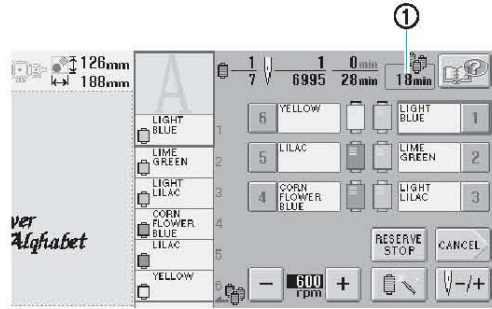 1
126mm
188mm
A
1 1 0 min
7 6995 28min 18min
LIGHT BLUE 1
LIME GREEN 2
LIGHT LILAC 3
CORN FLOWER BLUE 4
LILAC 5
YELLOW 6
6 YELLOW
LIGHT BLUE 1
5 LILAC
LIME GREEN 2
4 CORN FLOWER BLUE
LIGHT LILAC 3
ver
Alphabet
RESERVE STOP
CANCEL
- 600 rpm +
-/+